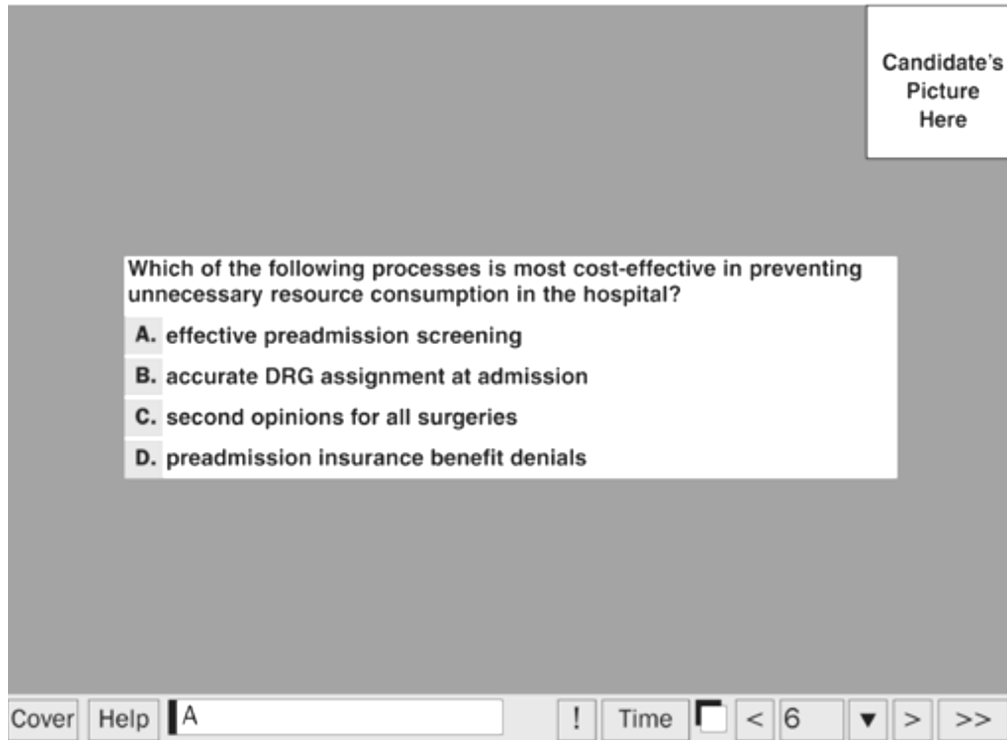 Candidate's
Picture
Here
Which of the following processes is most cost-effective in preventing
unnecessary resource consumption in the hospital?
A. effective preadmission screening
B. accurate DRG assignment at admission
C. second opinions for all surgeries
D. preadmission insurance benefit denials
Cover Help A ! Time < 6 ▼ > >>